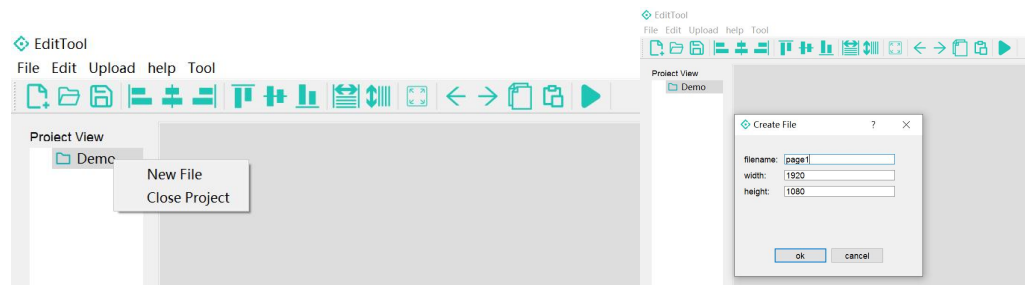 EditTool
File Edit Upload help Tool
Project View
Demo
New File
Close Project
EditTool
File Edit Upload help Tool
Project View
Demo
Create File ?
filename: page1
width: 1920
height: 1080
ok cancel